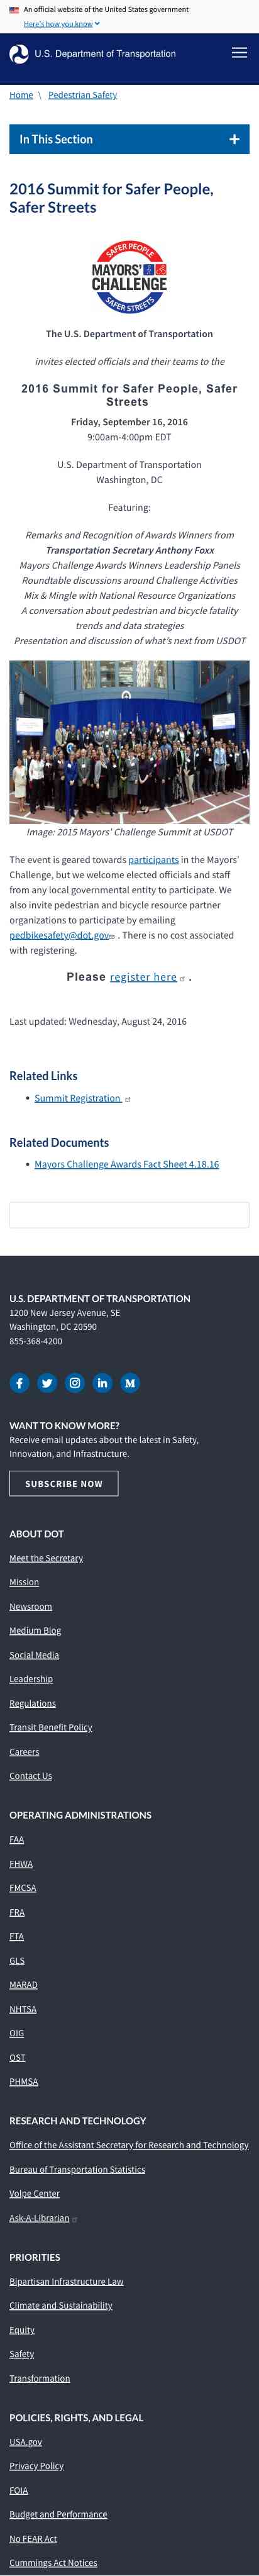 An official website of the United States government
Here's how you know
U.S. Department of Transportation
Home \ Pedestrian Safety
In This Section
2016 Summit for Safer People,
Safer Streets
SAFER PEOPLE
MAYORS'
CHALLENGE
SAFER STREETS
The U.S. Department of Transportation
invites elected officials and their teams to the
2016 Summit for Safer People, Safer
Streets
Friday, September 16, 2016
9:00am-4:00pm EDT
U.S. Department of Transportation
Washington, DC
Featuring:
Remarks and Recognition of Awards Winners from
Transportation Secretary Anthony Foxx
Mayors Challenge Awards Winners Leadership Panels
Roundtable discussions around Challenge Activities
Mix & Mingle with National Resource Organizations
A conversation about pedestrian and bicycle fatality
trends and data strategies
Presentation and discussion of what's next from USDOT
Image: 2015 Mayors' Challenge Summit at USDOT
The event is geared towards participants in the Mayors'
Challenge, but we welcome elected officials and staff
from any local government entity to participate. We
also invite pedestrian and bicycle resource partner
organizations to participate by emailing
pedbikesafety@dot.gov . There is no cost associated
with registering.
Please register here .
Last updated: Wednesday, August 24, 2016
Related Links
Summit Registration
Related Documents
Mayors Challenge Awards Fact Sheet 4.18.16
U.S. DEPARTMENT OF TRANSPORTATION
1200 New Jersey Avenue, SE
Washington, DC 20590
855-368-4200
WANT TO KNOW MORE?
Receive email updates about the latest in Safety,
Innovation, and Infrastructure.
SUBSCRIBE NOW
ABOUT DOT
Meet the Secretary
Mission
Newsroom
Medium Blog
Social Media
Leadership
Regulations
Transit Benefit Policy
Careers
Contact Us
OPERATING ADMINISTRATIONS
FAA
FHWA
FMCSA
FRA
FTA
GLS
MARAD
NHTSA
OIG
OST
PHMSA
RESEARCH AND TECHNOLOGY
Office of the Assistant Secretary for Research and Technology
Bureau of Transportation Statistics
Volpe Center
Ask-A-Librarian
PRIORITIES
Bipartisan Infrastructure Law
Climate and Sustainability
Equity
Safety
Transformation
POLICIES, RIGHTS, AND LEGAL
USA.gov
Privacy Policy
FOIA
Budget and Performance
No FEAR Act
Cummings Act Notices